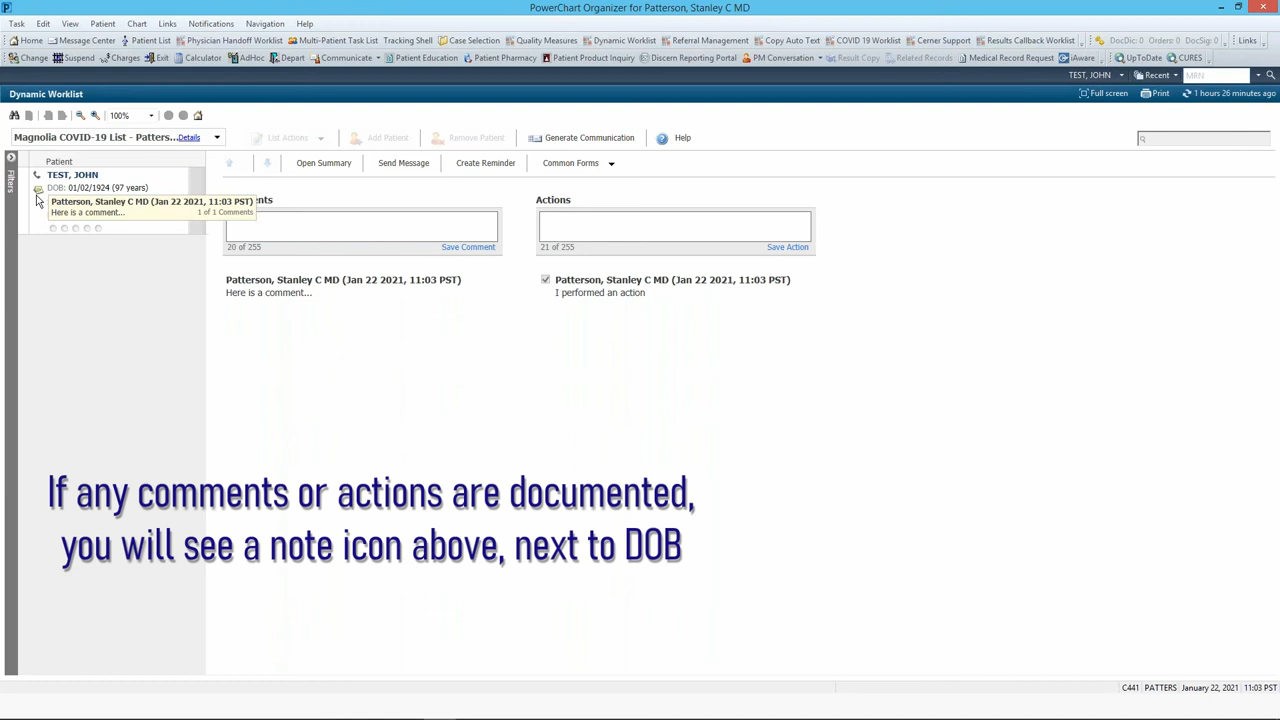 PowerChart Organizer for Patterson, Stanley C MD
Task Edit View Patient Chart Links Notifications Navigation Help
Home Message Center Patient List Physician Handoff Worklist Multi-Patient Task List Tracking Shell Case Selection Quality Measures Dynamic Worklist Referral Management Copy Auto Text COVID 19 Worklist Cerner Support Results Callback Worklist DocDic: 0 Orders: 0 DocSig: 0 Links
Change Suspend Charges Exit Calculator AdHoc Depart Communicate Patient Education Patient Pharmacy Patient Product Inquiry Discern Reporting Portal PM Conversation Result Copy Related Records Medical Record Request iAware UpToDate CURES
TEST, JOHN Recent MRN
Dynamic Worklist Full screen Print 1 hours 26 minutes ago
100%
Magnolia COVID-19 List - Patters... Details List Actions Add Patient Remove Patient Generate Communication Help
Filters
Patient
Open Summary Send Message Create Reminder Common Forms
TEST, JOHN
DOB: 01/02/1924 (97 years)
Patterson, Stanley C MD (Jan 22 2021, 11:03 PST)
Here is a comment... 1 of 1 Comments
ents Actions
20 of 255 Save Comment 21 of 255 Save Action
Patterson, Stanley C MD (Jan 22 2021, 11:03 PST) Patterson, Stanley C MD (Jan 22 2021, 11:03 PST)
Here is a comment... I performed an action
If any comments or actions are documented,
you will see a note icon above, next to DOB
C441 PATTERS January 22, 2021 11:03 PST